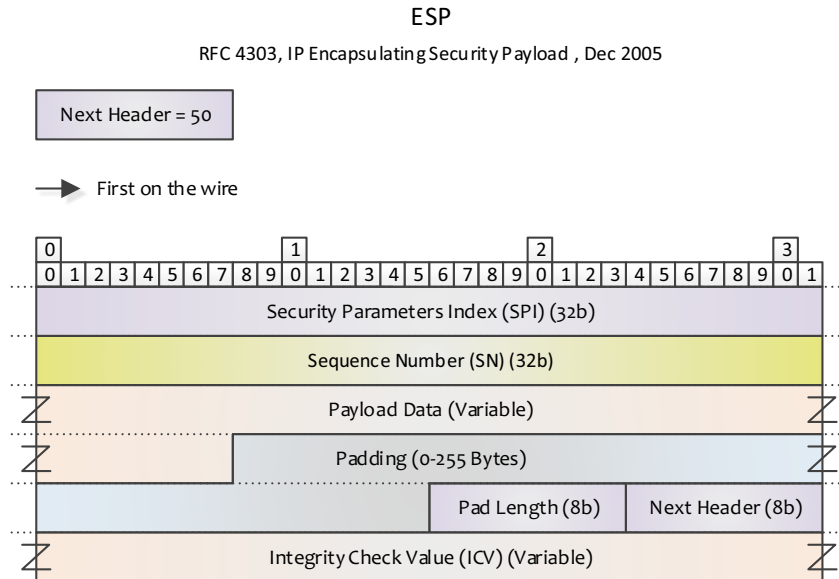 ESP
RFC 4303, IP Encapsulating Security Payload , Dec 2005
Next Header = 50
First on the wire
0 1 2 3
0 1 2 3 4 5 6 7 8 9 0 1 2 3 4 5 6 7 8 9 0 1 2 3 4 5 6 7 8 9 0 1
Security Parameters Index (SPI) (32b)
Sequence Number (SN) (32b)
Payload Data (Variable)
Padding (0-255 Bytes)
Pad Length (8b) Next Header (8b)
Integrity Check Value (ICV) (Variable)